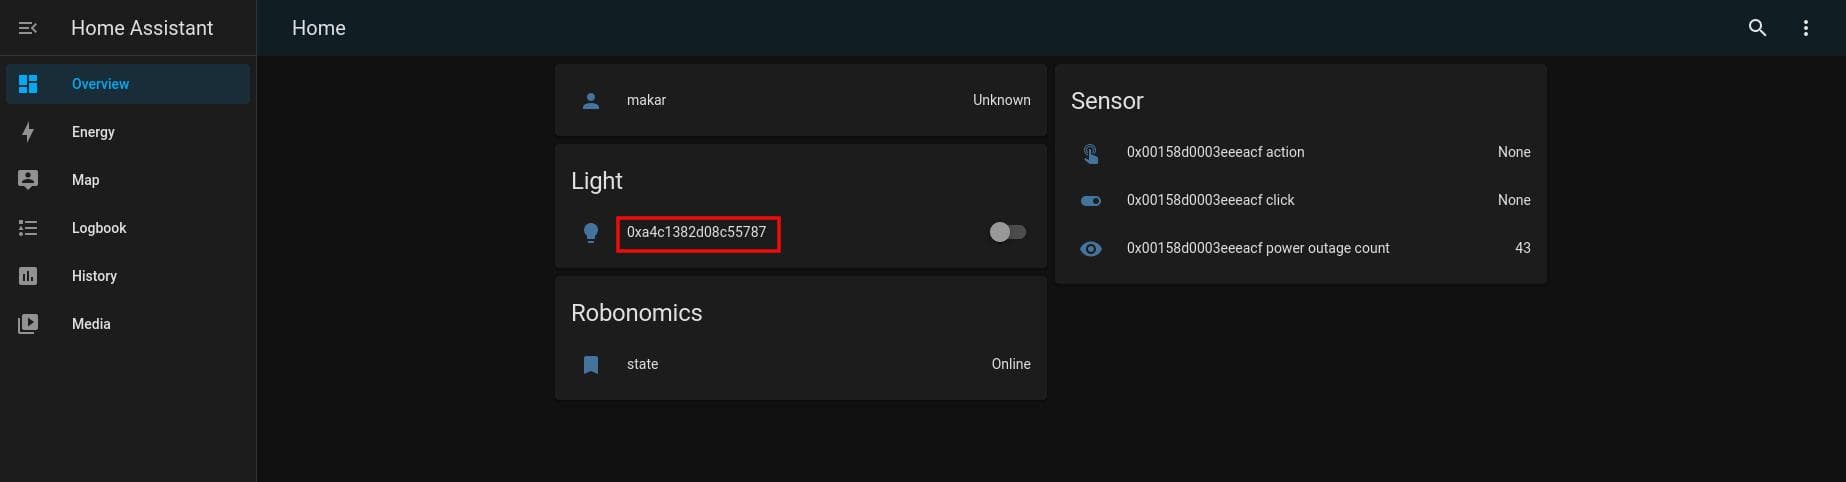 Home Assistant
Overview
Energy
Map
Logbook
History
Media
Home
makar Unknown
Light
0xa4c1382d08c55787
Robonomics
state Online
Sensor
0x00158d0003eeeacf action None
0x00158d0003eeeacf click None
0x00158d0003eeeacf power outage count 43